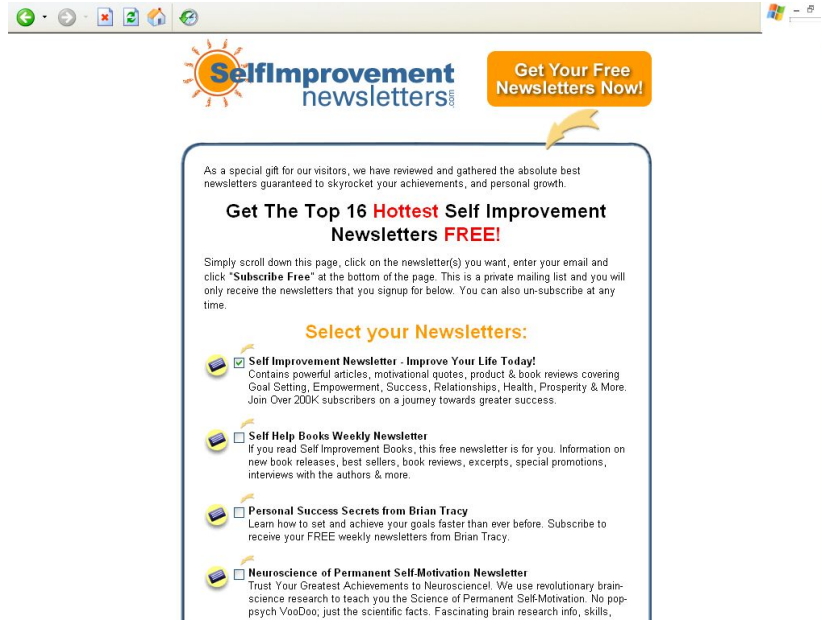 SelfImprovement
newsletters.com
Get Your Free
Newsletters Now!
As a special gift for our visitors, we have reviewed and gathered the absolute best
newsletters guaranteed to skyrocket your achievements, and personal growth.
Get The Top 16 Hottest Self Improvement
Newsletters FREE!
Simply scroll down this page, click on the newsletter(s) you want, enter your email and
click "Subscribe Free" at the bottom of the page. This is a private mailing list and you will
only receive the newsletters that you signup for below. You can also un-subscribe at any
time.
Select your Newsletters:
Self Improvement Newsletter - Improve Your Life Today!
Contains powerful articles, motivational quotes, product & book reviews covering
Goal Setting, Empowerment, Success, Relationships, Health, Prosperity & More.
Join Over 200K subscribers on a journey towards greater success.
Self Help Books Weekly Newsletter
If you read Self Improvement Books, this free newsletter is for you. Information on
new book releases, best sellers, book reviews, excerpts, special promotions,
interviews with the authors & more.
Personal Success Secrets from Brian Tracy
Learn how to set and achieve your goals faster than ever before. Subscribe to
receive your FREE weekly newsletters from Brian Tracy.
Neuroscience of Permanent Self-Motivation Newsletter
Trust Your Greatest Achievements to Neuroscience!. We use revolutionary brain-
science research to teach you the Science of Permanent Self-Motivation. No pop-
psych VooDoo; just the scientific facts. Fascinating brain research info, skills,